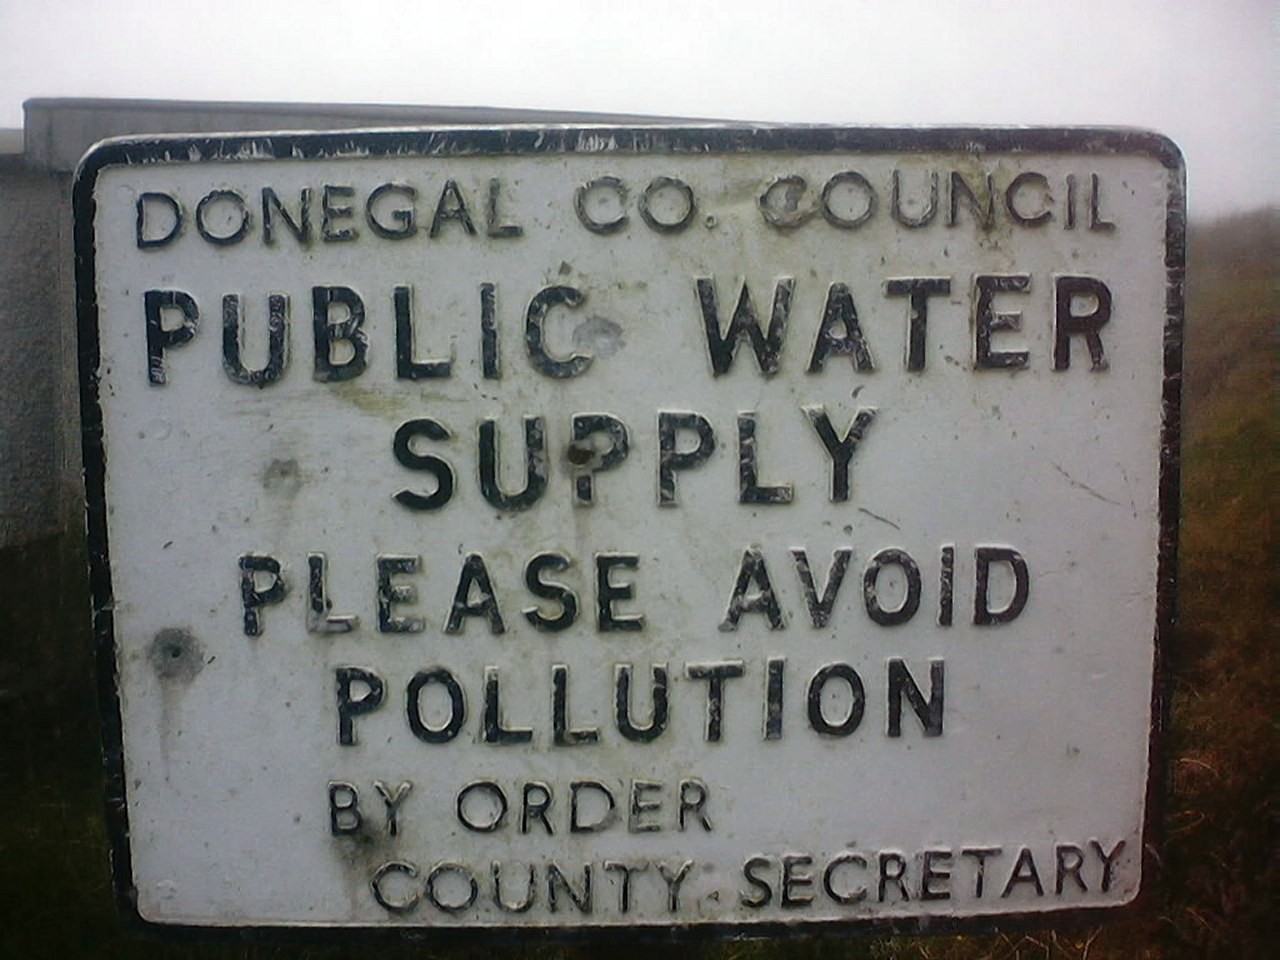 DONEGAL CO. COUNCIL
PUBLIC WATER
SUPPLY
PLEASE AVOID
POLLUTION
BY ORDER
COUNTY SECRETARY